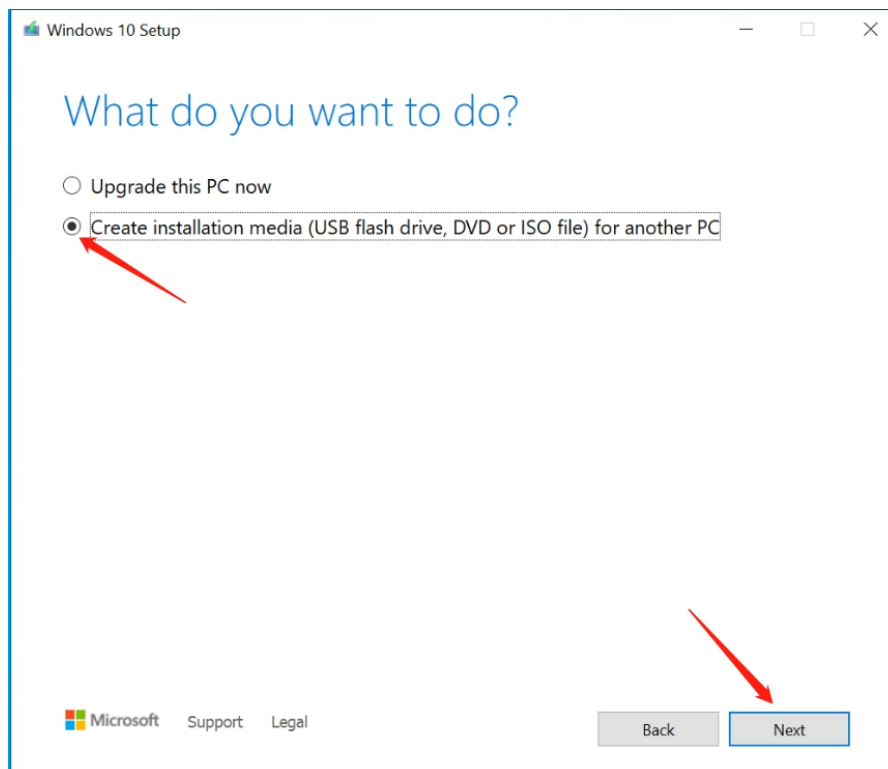 Windows 10 Setup
What do you want to do?
Upgrade this PC now
Create installation media (USB flash drive, DVD or ISO file) for another PC
Microsoft Support Legal Back Next